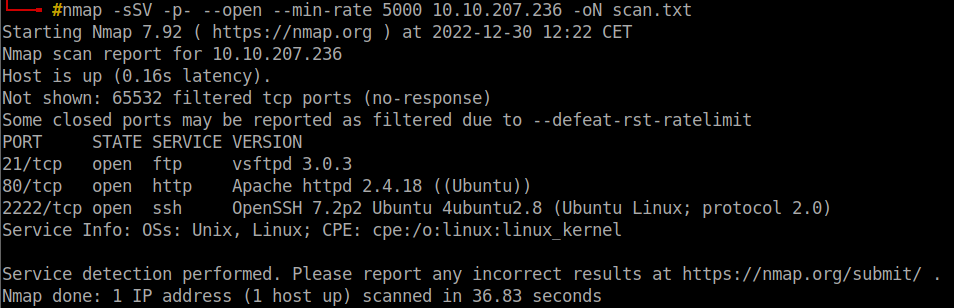 #nmap -sSV -p- --open --min-rate 5000 10.10.207.236 -oN scan.txt
Starting Nmap 7.92 ( https://nmap.org ) at 2022-12-30 12:22 CET
Nmap scan report for 10.10.207.236
Host is up (0.16s latency).
Not shown: 65532 filtered tcp ports (no-response)
Some closed ports may be reported as filtered due to --defeat-rst-ratelimit
PORT     STATE SERVICE VERSION
21/tcp   open  ftp     vsftpd 3.0.3
80/tcp   open  http    Apache httpd 2.4.18 ((Ubuntu))
2222/tcp open  ssh     OpenSSH 7.2p2 Ubuntu 4ubuntu2.8 (Ubuntu Linux; protocol 2.0)
Service Info: OSs: Unix, Linux; CPE: cpe:/o:linux:linux_kernel

Service detection performed. Please report any incorrect results at https://nmap.org/submit/ .
Nmap done: 1 IP address (1 host up) scanned in 36.83 seconds